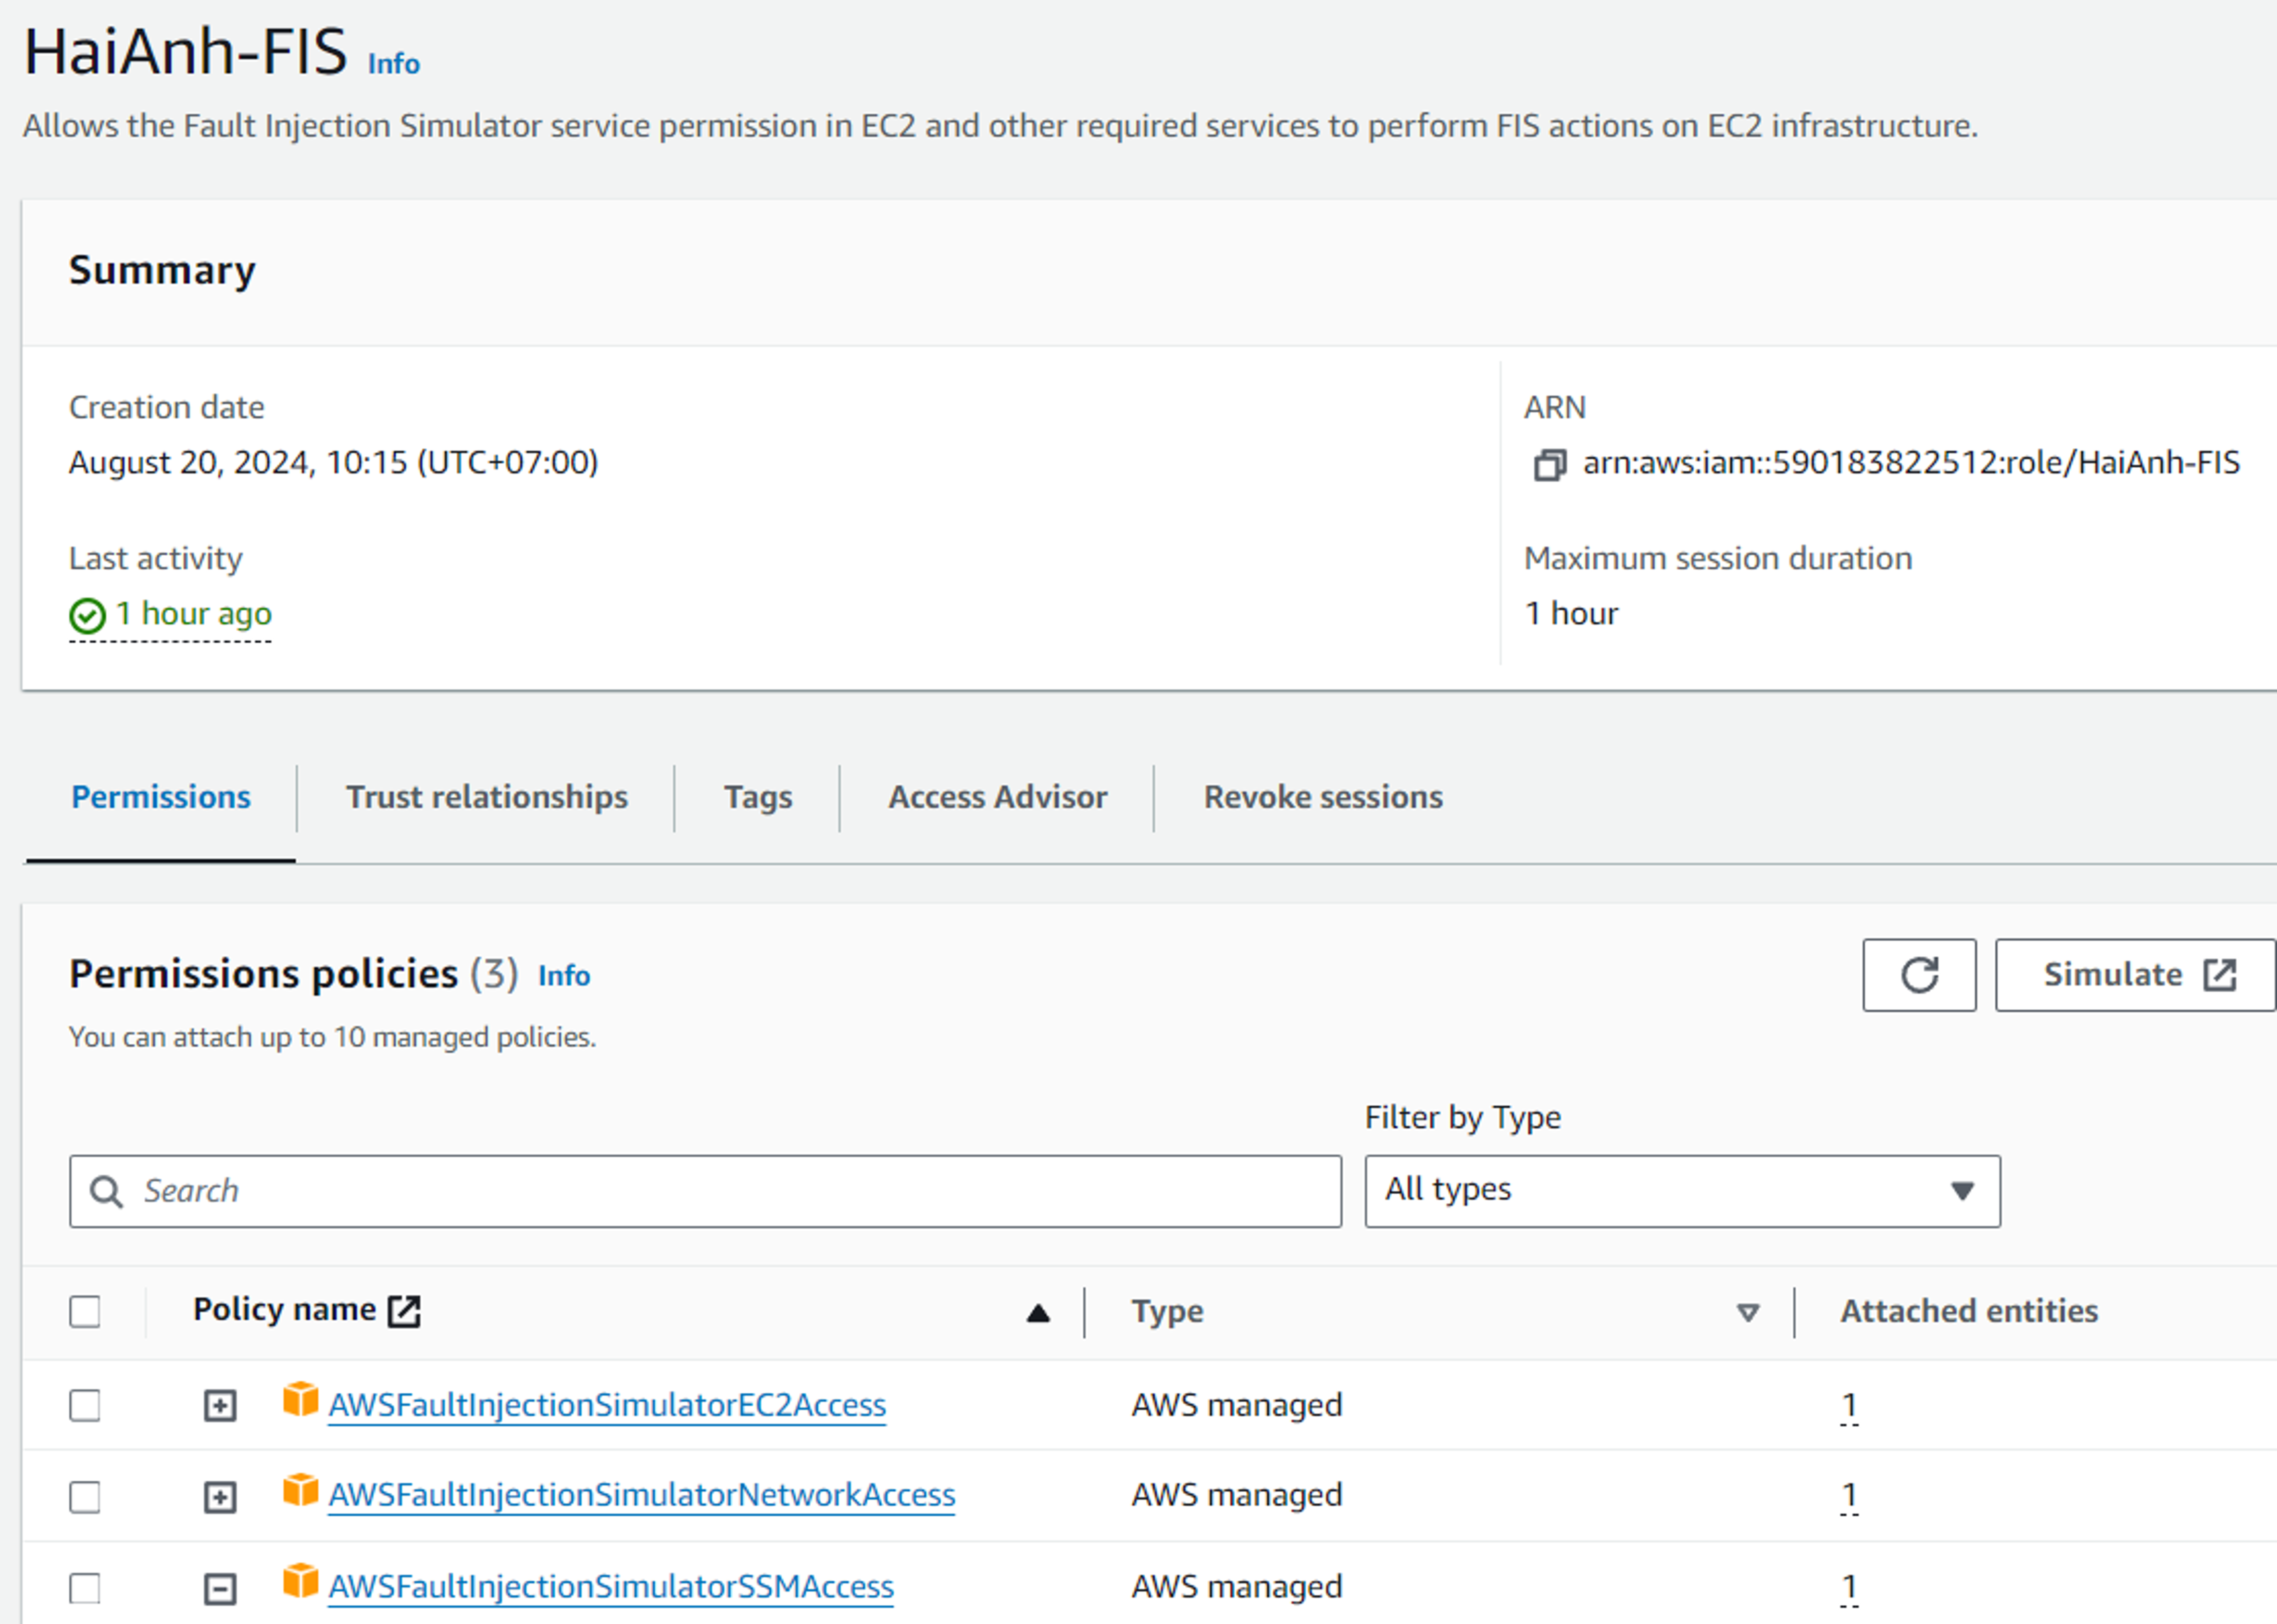 HaiAnh-FIS Info
Allows the Fault Injection Simulator service permission in EC2 and other required services to perform FIS actions on EC2 infrastructure.
Summary
Creation date
August 20, 2024, 10:15 (UTC+07:00)
ARN
arn:aws:iam::590183822512:role/HaiAnh-FIS
Last activity
1 hour ago
Maximum session duration
1 hour
Permissions Trust relationships Tags Access Advisor Revoke sessions
Permissions policies (3) Info
Simulate
You can attach up to 10 managed policies.
Filter by Type
Search
All types
Policy name Type Attached entities
AWSFaultInjectionSimulatorEC2Access AWS managed 1
AWSFaultInjectionSimulatorNetworkAccess AWS managed 1
AWSFaultInjectionSimulatorSSMAccess AWS managed 1